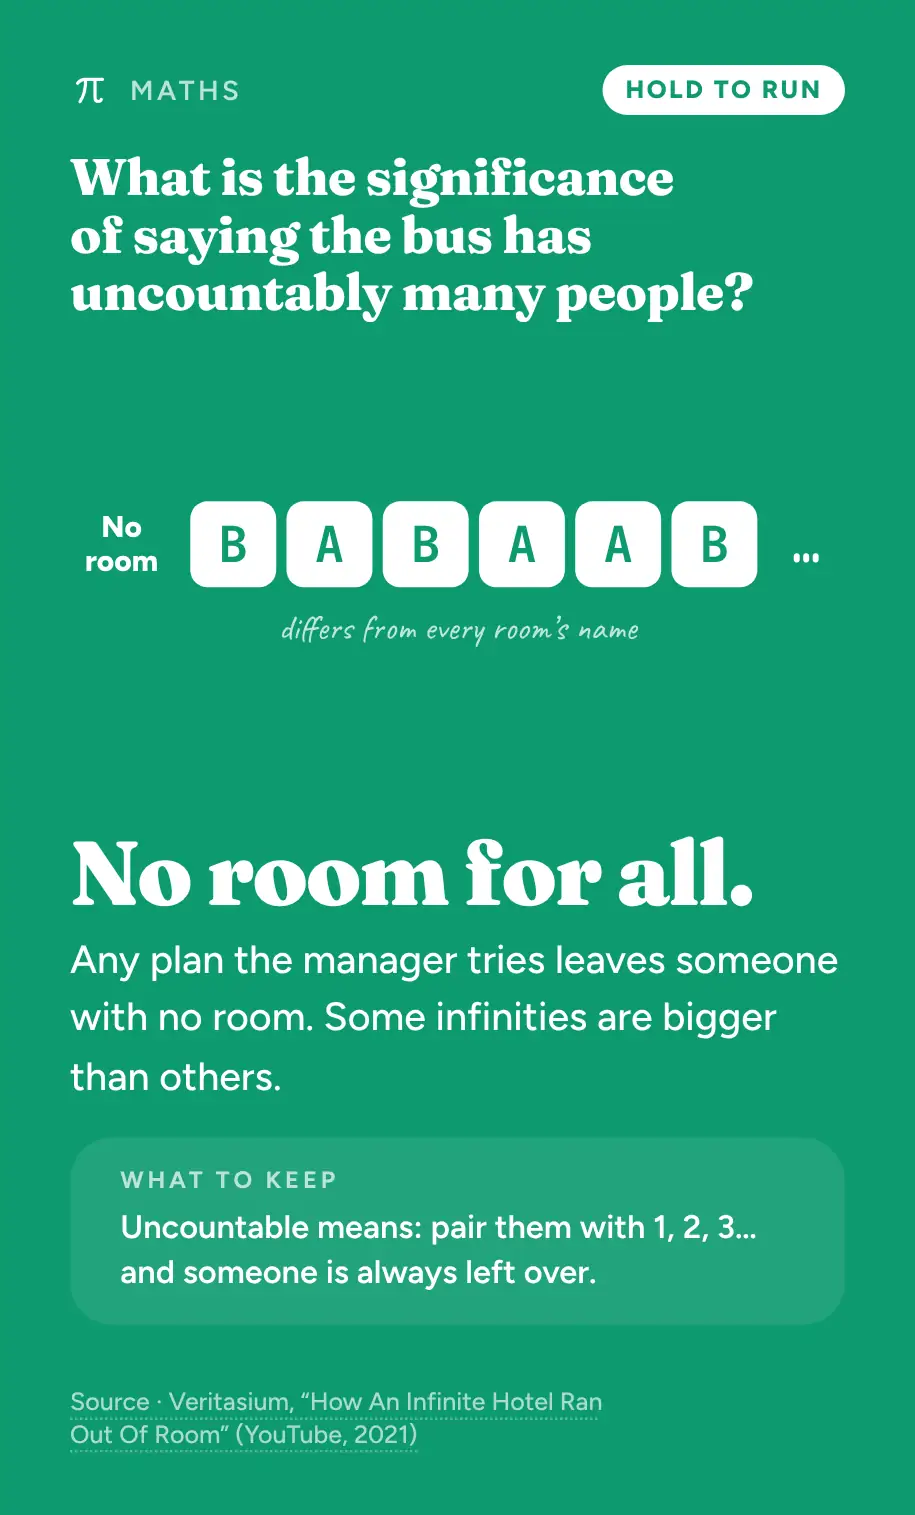 π MATHS
HOLD TO RUN
What is the significance
of saying the bus has
uncountably many people?
No
room
B A B A A B ...
differs from every room's name
No room for all.
Any plan the manager tries leaves someone
with no room. Some infinities are bigger
than others.
WHAT TO KEEP
Uncountable means: pair them with 1, 2, 3...
and someone is always left over.
Source · Veritasium, “How An Infinite Hotel Ran
Out Of Room” (YouTube, 2021)